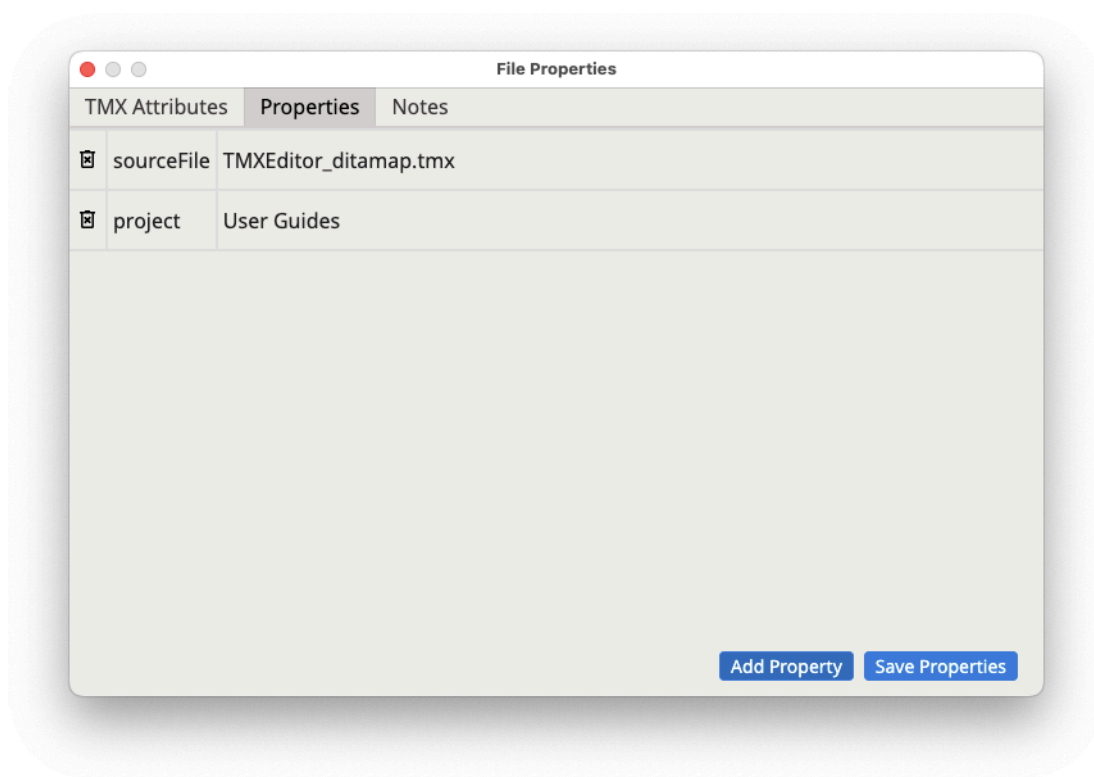 File Properties
TMX Attributes Properties Notes
sourceFile TMXEditor_ditamap.tmx
project User Guides
Add Property Save Properties